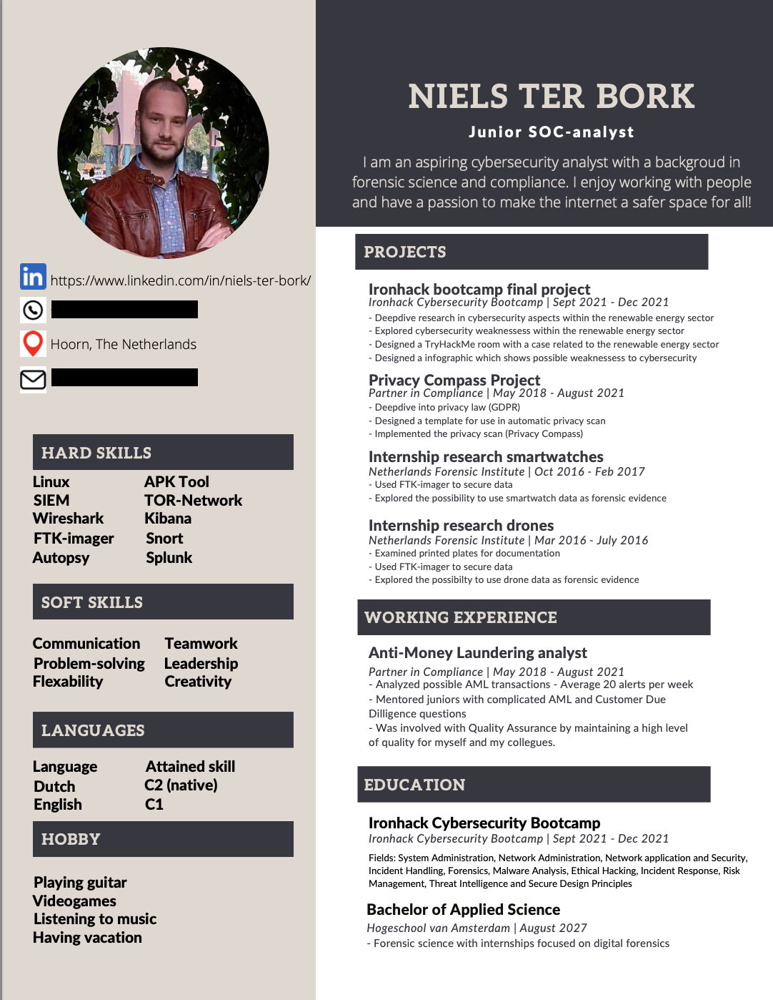 NIELS TER BORK
Junior SOC-analyst
I am an aspiring cybersecurity analyst with a backgroud in
forensic science and compliance. I enjoy working with people
and have a passion to make the internet a safer space for all!
in
https://www.linkedin.com/in/niels-ter-bork/
Hoorn, The Netherlands
HARD SKILLS
Linux APK Tool
SIEM TOR-Network
Wireshark Kibana
FTK-imager Snort
Autopsy Splunk
SOFT SKILLS
Communication Teamwork
Problem-solving Leadership
Flexability Creativity
LANGUAGES
Language Attained skill
Dutch C2 (native)
English C1
HOBBY
Playing guitar
Videogames
Listening to music
Having vacation
PROJECTS
Ironhack bootcamp final project
Ironhack Cybersecurity Bootcamp | Sept 2021 - Dec 2021
- Deepdive research in cybersecurity aspects within the renewable energy sector
- Explored cybersecurity weaknessess within the renewable energy sector
- Designed a TryHackMe room with a case related to the renewable energy sector
- Designed a infographic which shows possible weaknessess to cybersecurity
Privacy Compass Project
Partner in Compliance | May 2018 - August 2021
- Deepdive into privacy law (GDPR)
- Designed a template for use in automatic privacy scan
- Implemented the privacy scan (Privacy Compass)
Internship research smartwatches
Netherlands Forensic Institute | Oct 2016 - Feb 2017
- Used FTK-imager to secure data
- Explored the possibility to use smartwatch data as forensic evidence
Internship research drones
Netherlands Forensic Institute | Mar 2016 - July 2016
- Examined printed plates for documentation
- Used FTK-imager to secure data
- Explored the possibilty to use drone data as forensic evidence
WORKING EXPERIENCE
Anti-Money Laundering analyst
Partner in Compliance | May 2018 - August 2021
- Analyzed possible AML transactions - Average 20 alerts per week
- Mentored juniors with complicated AML and Customer Due
Dilligence questions
- Was involved with Quality Assurance by maintaining a high level
of quality for myself and my collegues.
EDUCATION
Ironhack Cybersecurity Bootcamp
Ironhack Cybersecurity Bootcamp | Sept 2021 - Dec 2021
Fields: System Administration, Network Administration, Network application and Security,
Incident Handling, Forensics, Malware Analysis, Ethical Hacking, Incident Response, Risk
Management, Threat Intelligence and Secure Design Principles
Bachelor of Applied Science
Hogeschool van Amsterdam | August 2027
- Forensic science with internships focused on digital forensics